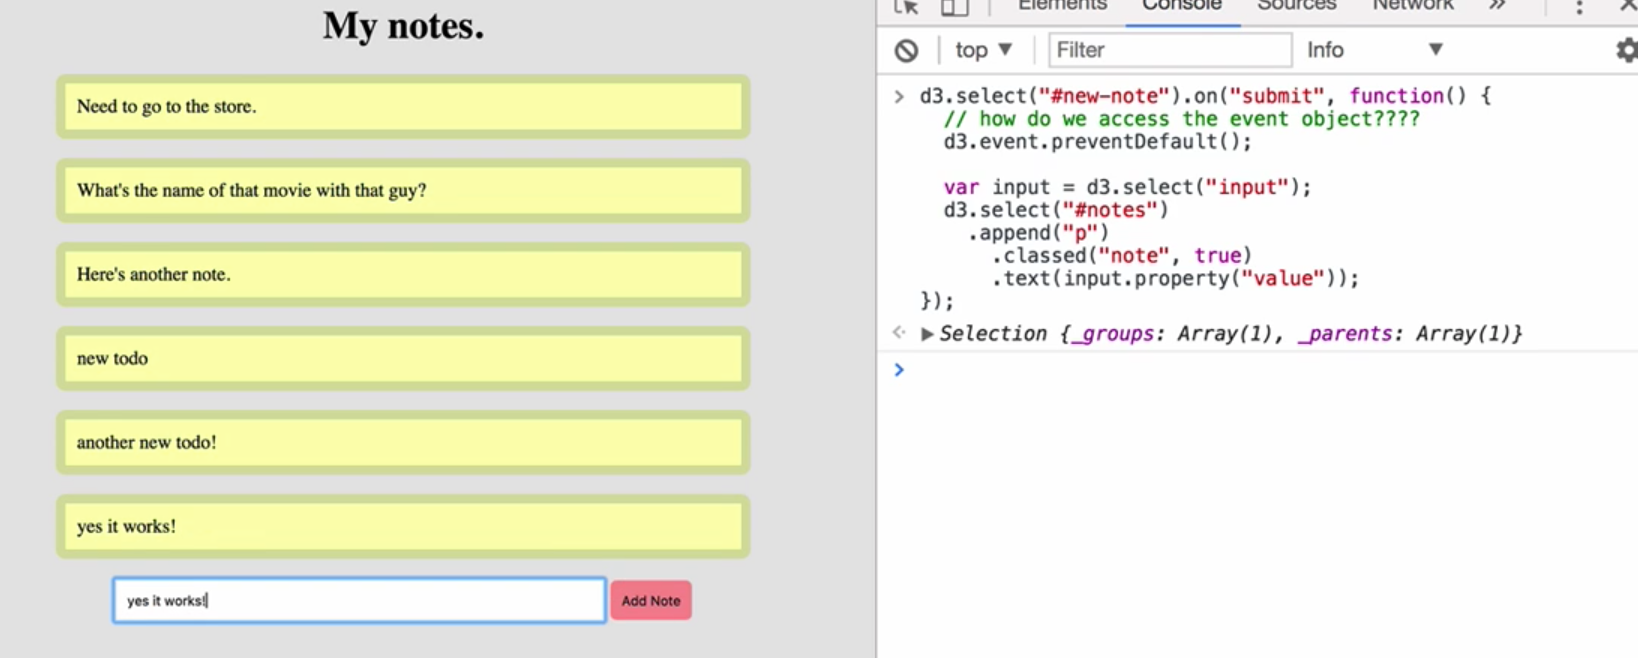 My notes.
Need to go to the store.
What's the name of that movie with that guy?
Here's another note.
new todo
another new todo!
yes it works!
yes it works!
Add Note
Elements Console Sources Network »
top ▼ Filter Info ▼
> d3.select("#new-note").on("submit", function() {
// how do we access the event object????
d3.event.preventDefault();
var input = d3.select("input");
d3.select("#notes")
.append("p")
.classed("note", true)
.text(input.property("value"));
});
Selection {_groups: Array(1), _parents: Array(1)}
>